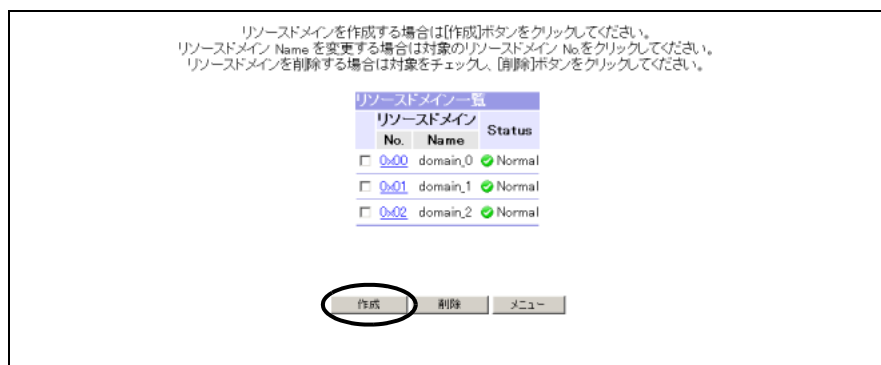 リソースドメインを作成する場合は[作成]ボタンをクリックしてください。
リソースドメイン Name を変更する場合は対象のリソースドメイン No.をクリックしてください。
リソースドメインを削除する場合は対象をチェックし、[削除]ボタンをクリックしてください。
リソースドメイン一覧
リソースドメイン Status
No. Name
0x00 domain_0 Normal
0x01 domain_1 Normal
0x02 domain_2 Normal
作成 削除 メニュー